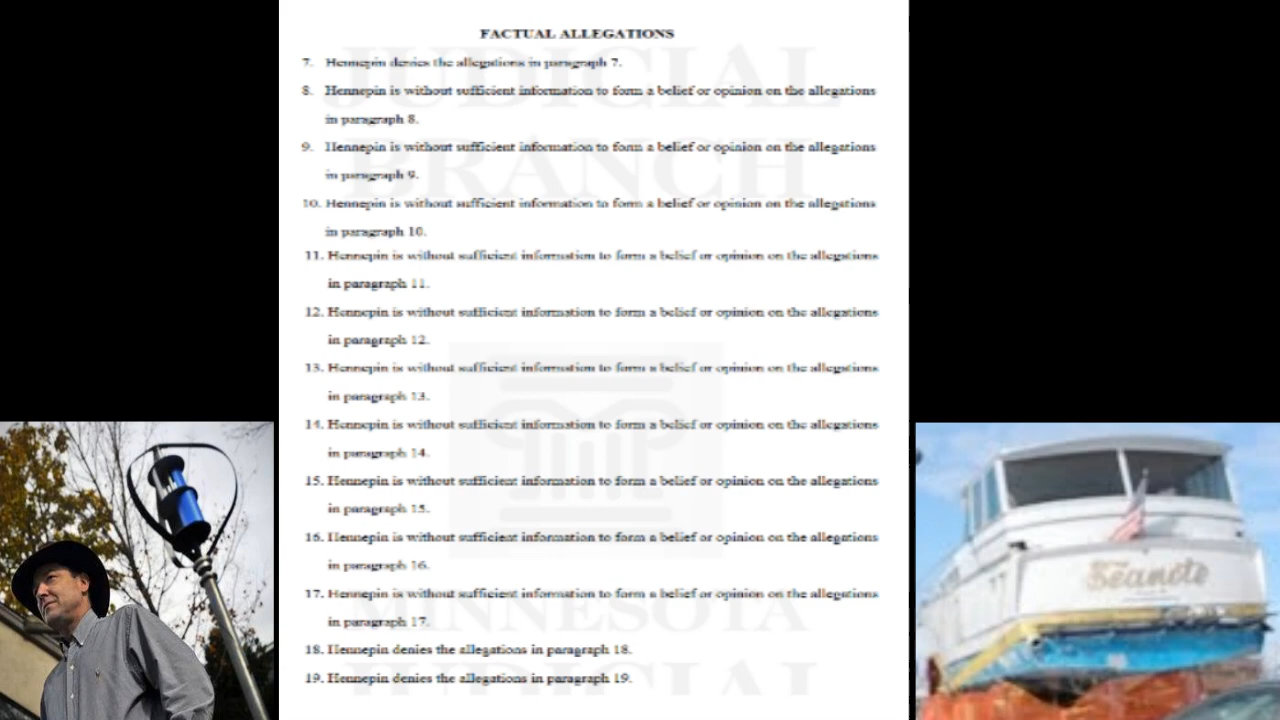 FACTUAL ALLEGATIONS
7. Hennepin denies the allegations in paragraph 7.
8. Hennepin is without sufficient information to form a belief or opinion on the allegations
in paragraph 8.
9. Hennepin is without sufficient information to form a belief or opinion on the allegations
in paragraph 9.
10. Hennepin is without sufficient information to form a belief or opinion on the allegations
in paragraph 10.
11. Hennepin is without sufficient information to form a belief or opinion on the allegations
in paragraph 11.
12. Hennepin is without sufficient information to form a belief or opinion on the allegations
in paragraph 12.
13. Hennepin is without sufficient information to form a belief or opinion on the allegations
in paragraph 13.
14. Hennepin is without sufficient information to form a belief or opinion on the allegations
in paragraph 14.
15. Hennepin is without sufficient information to form a belief or opinion on the allegations
in paragraph 15.
16. Hennepin is without sufficient information to form a belief or opinion on the allegations
in paragraph 16.
17. Hennepin is without sufficient information to form a belief or opinion on the allegations
in paragraph 17.
18. Hennepin denies the allegations in paragraph 18.
19. Hennepin denies the allegations in paragraph 19.
JUDICIAL
BRANCH
MINNESOTA
JUDICIAL